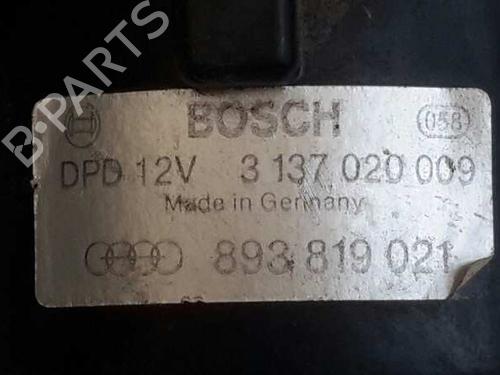 B-PARTS
BOSCH 058
DPD 12V 3 137 020 009
Made in Germany
893 819 021